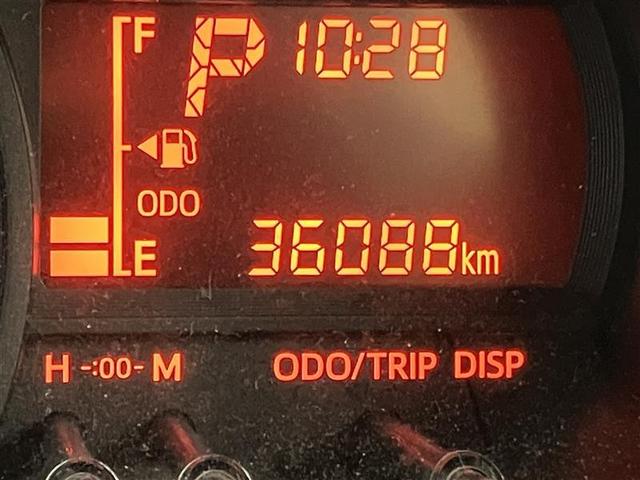 F P 10:28
ODO
E 36088km
H -:00- M ODO/TRIP DISP